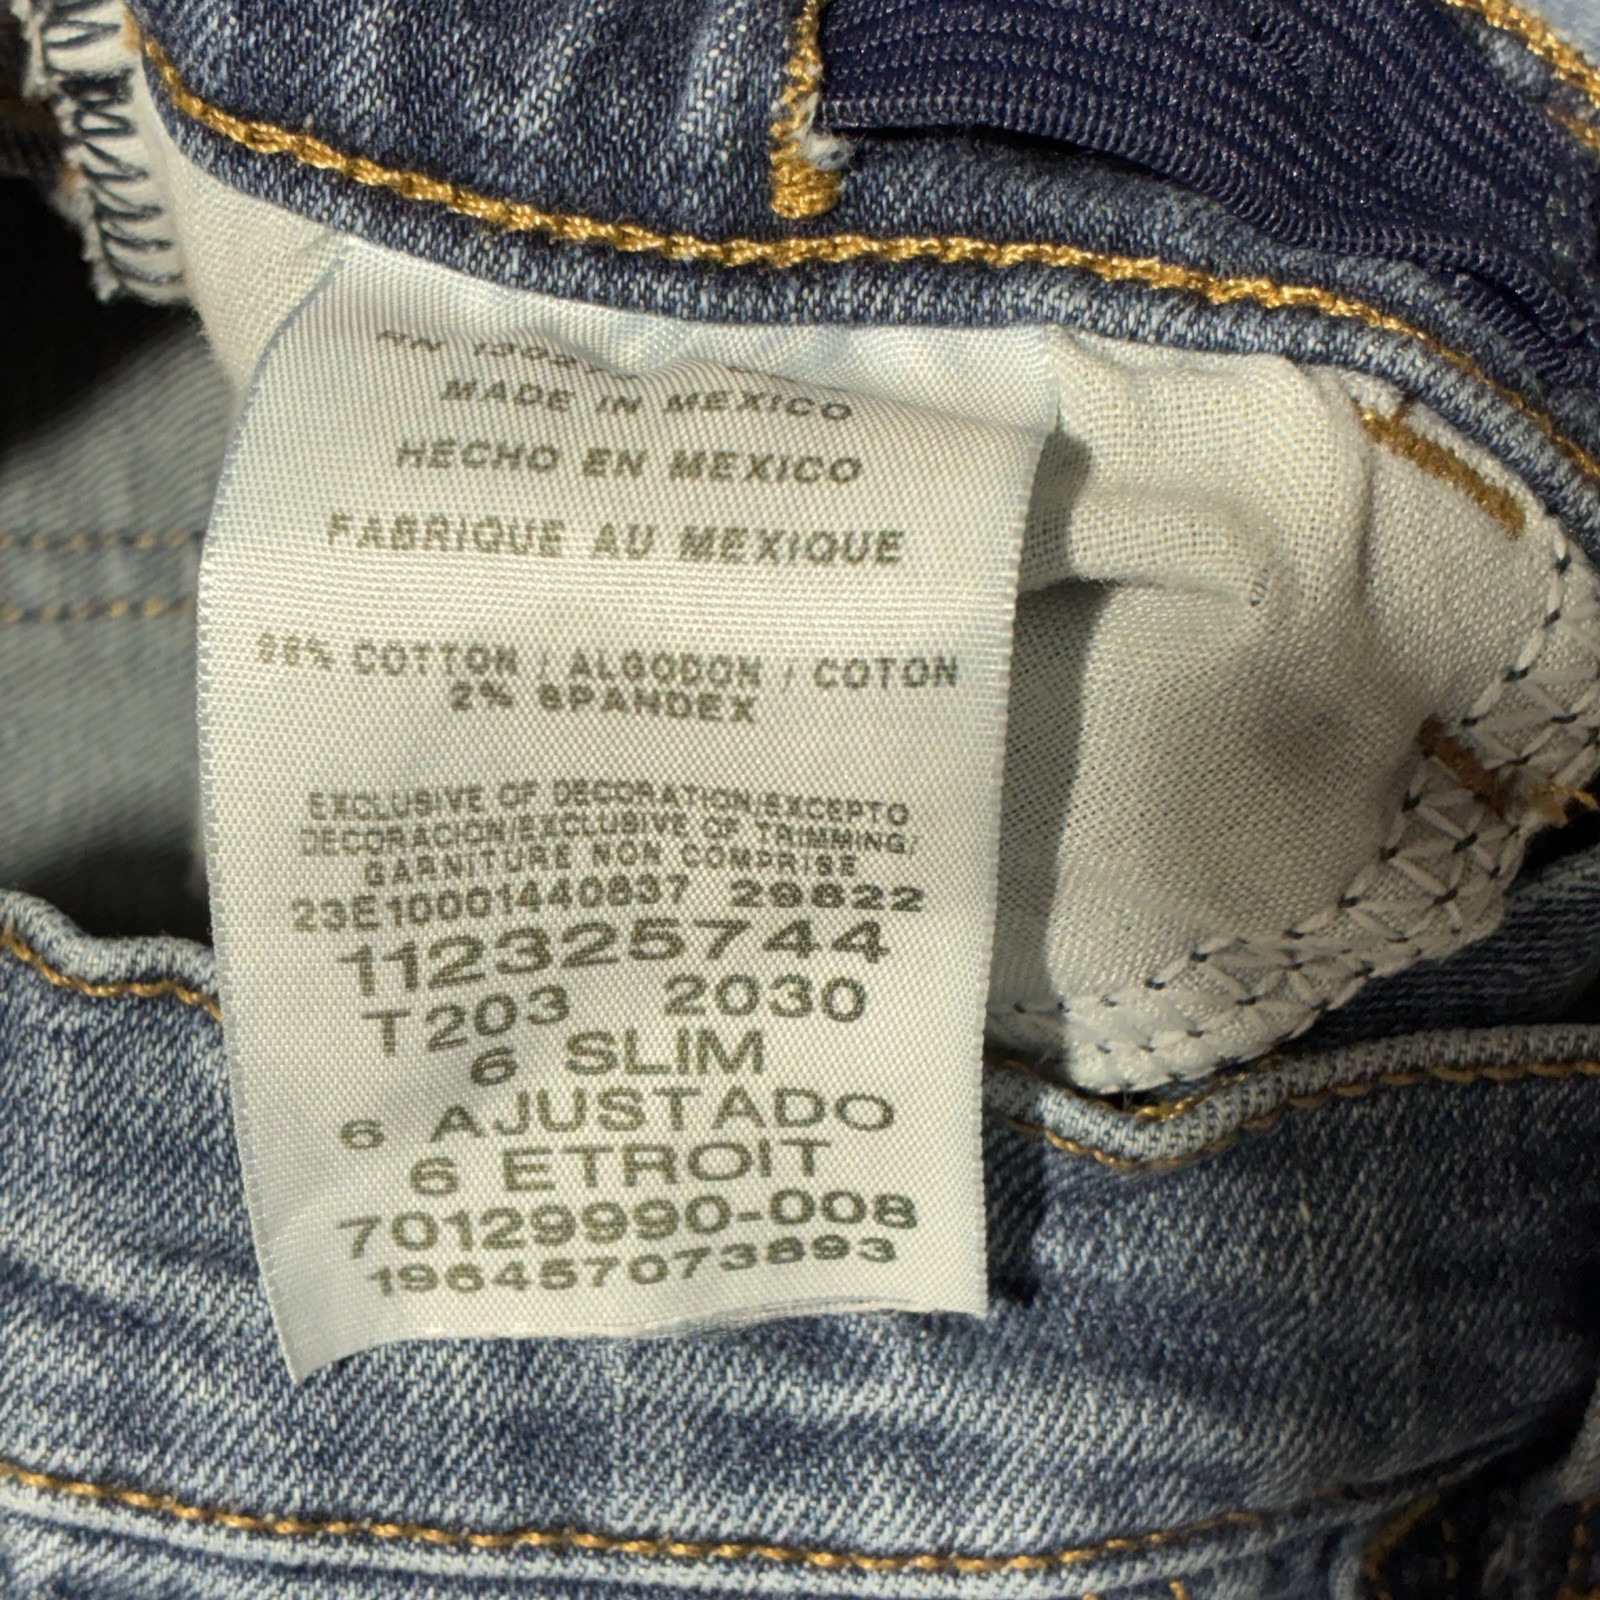 MADE IN MEXICO
HECHO EN MEXICO
FABRIQUE AU MEXIQUE
98% COTTON / ALGODON / COTON
2% SPANDEX
EXCLUSIVE OF DECORATION/EXCEPTO
DECORACION/EXCLUSIVE OF TRIMMING/
GARNITURE NON COMPRISE
23E10001440837 29822
112325744
T203 2030
6 SLIM
6 AJUSTADO
6 ETROIT
70129990-008
196457073893